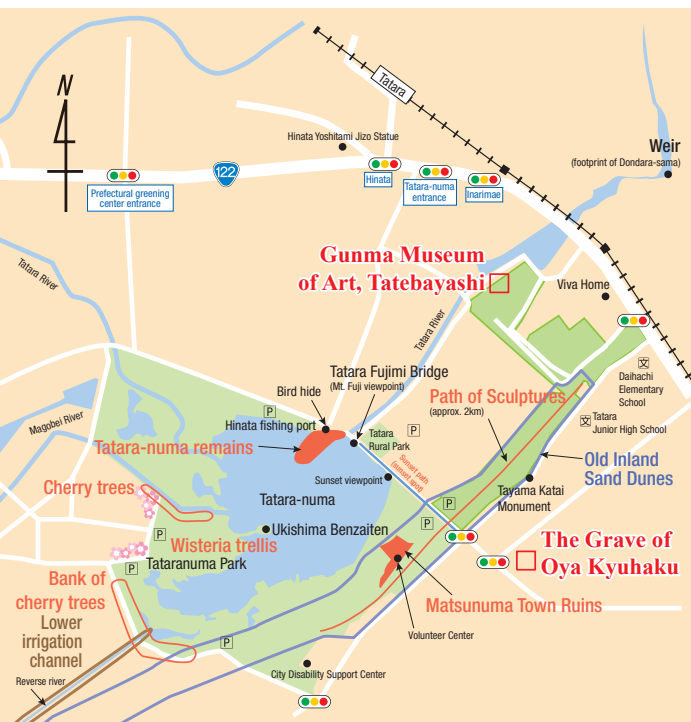 N
Tatara
Hinata Yoshitami Jizo Statue
Weir
(footprint of Dondara-sama)
122
Hinata
Tatara-numa
entrance
Inarimae
Prefectural greening
center entrance
Gunma Museum
of Art, Tatebayashi
Viva Home
Tatara River
Tatara River
Tatara Fujimi Bridge
(Mt. Fuji viewpoint)
Bird hide
P
Hinata fishing port
Path of Sculptures
(approx. 2km)
文
Daihachi
Elementary
School
文
Tatara
Junior High School
Magobei River
Tatara-numa remains
Tatara
Rural Park
P
Sunset path
(sunset spot)
Old Inland
Sand Dunes
Cherry trees
Sunset viewpoint
Tatara-numa
Tayama Katai
Monument
P
P
Ukishima Benzaiten
P
Wisteria trellis
Tataranuma Park
The Grave of
Oya Kyuhaku
Bank of
cherry trees
Matsunuma Town Ruins
Lower
irrigation
channel
Volunteer Center
P
City Disability Support Center
Reverse river